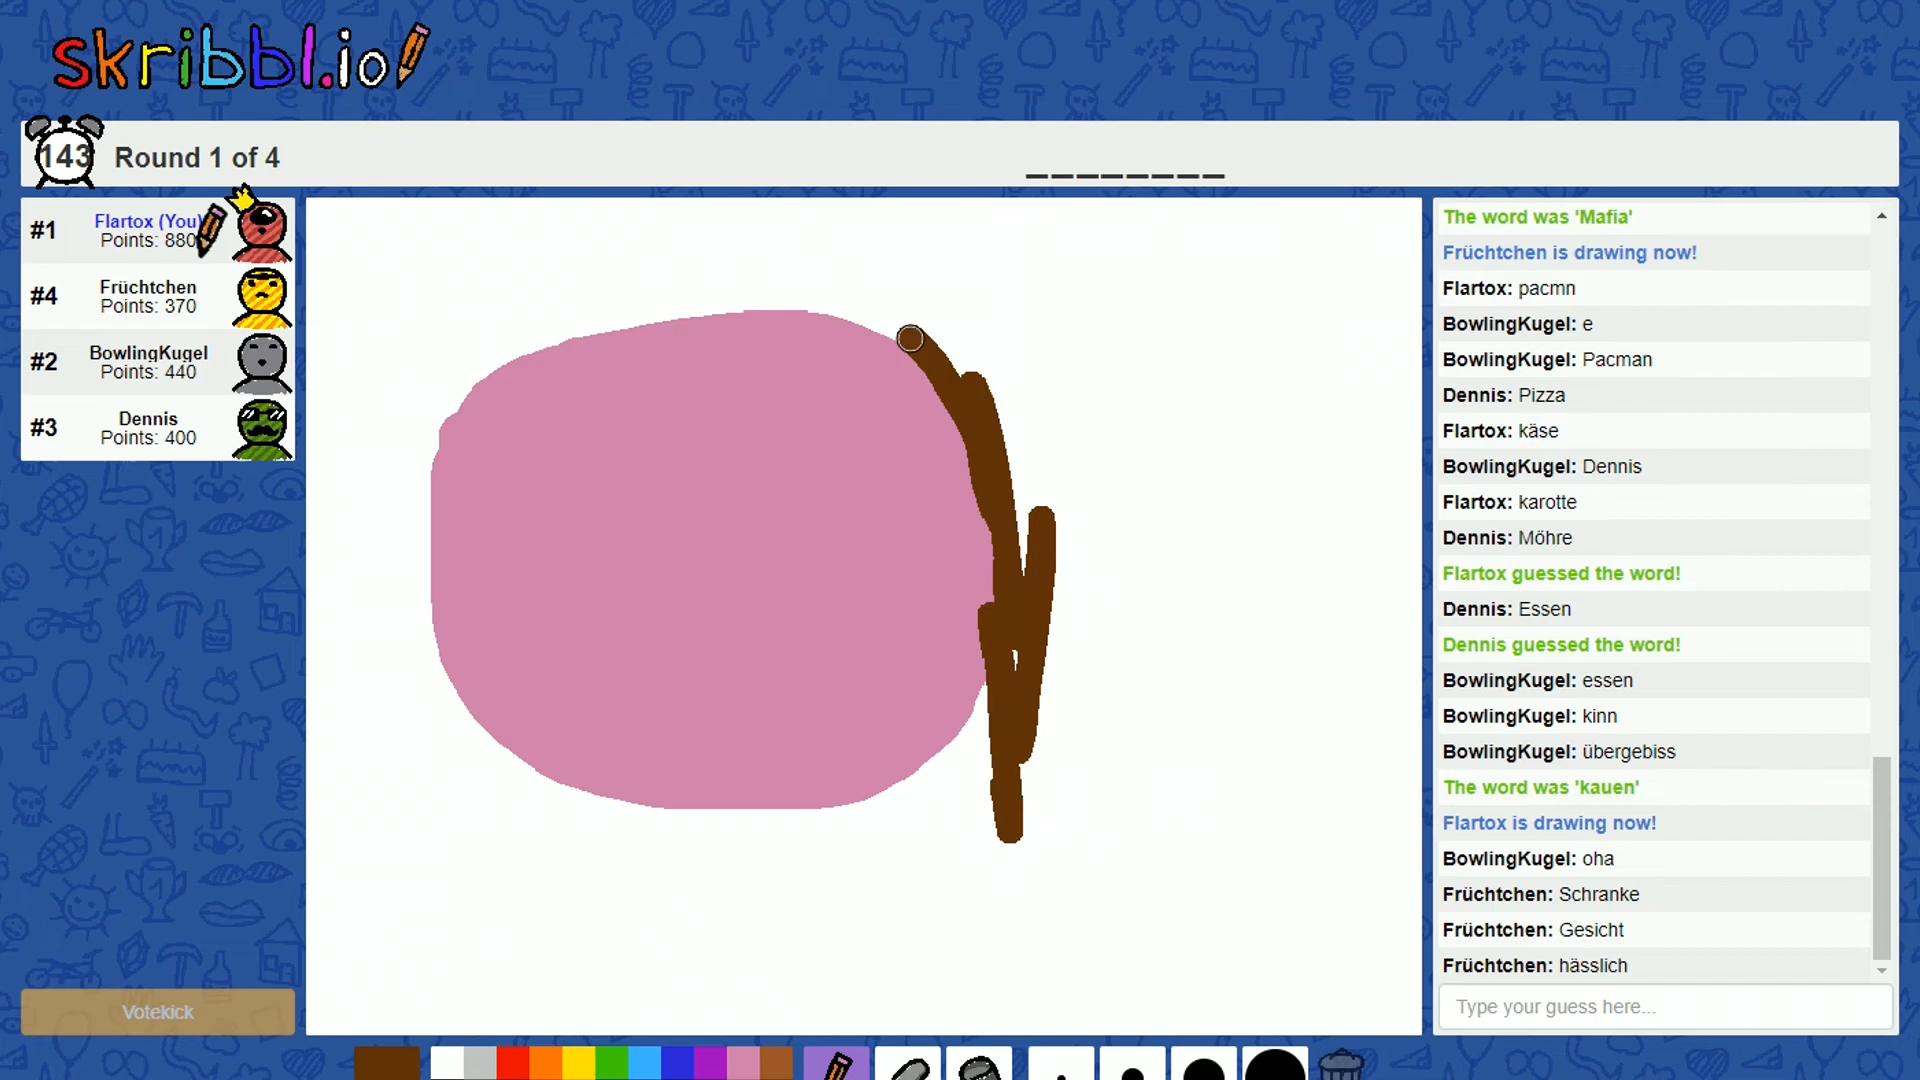 skribbl.io
143 Round 1 of 4
________
#1 Flartox (You)
Points: 880
#4 Früchtchen
Points: 370
#2 BowlingKugel
Points: 440
#3 Dennis
Points: 400
Votekick
The word was 'Mafia'
Früchtchen is drawing now!
Flartox: pacmn
BowlingKugel: e
BowlingKugel: Pacman
Dennis: Pizza
Flartox: käse
BowlingKugel: Dennis
Flartox: karotte
Dennis: Möhre
Flartox guessed the word!
Dennis: Essen
Dennis guessed the word!
BowlingKugel: essen
BowlingKugel: kinn
BowlingKugel: übergebiss
The word was 'kauen'
Flartox is drawing now!
BowlingKugel: oha
Früchtchen: Schranke
Früchtchen: Gesicht
Früchtchen: hässlich
Type your guess here...